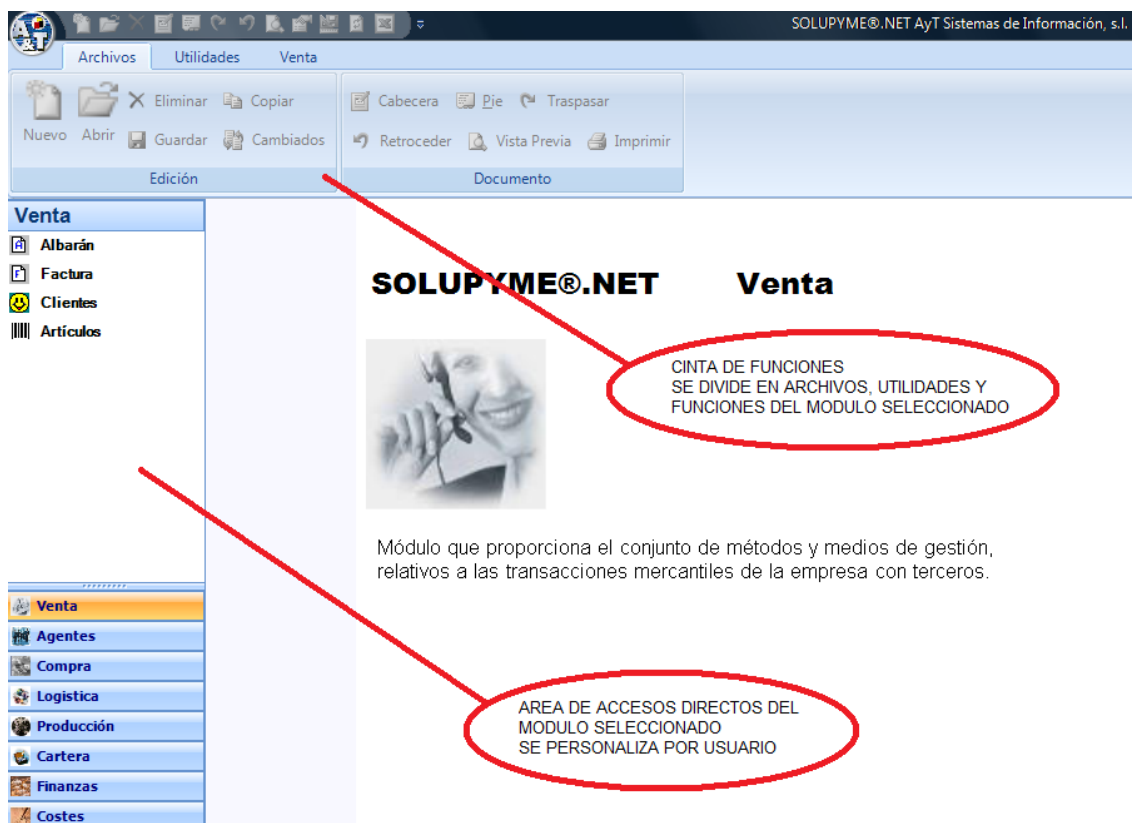 SOLUPYME®.NET AyT Sistemas de Información, s.l.
A&T
Archivos Utilidades Venta
Nuevo Abrir Eliminar Copiar Cabecera Pie Traspasar
Guardar Cambiados Retroceder Vista Previa Imprimir
Edición Documento
Venta
Albarán
Factura
Clientes
Artículos
SOLUPYME®.NET Venta
CINTA DE FUNCIONES
SE DIVIDE EN ARCHIVOS, UTILIDADES Y
FUNCIONES DEL MODULO SELECCIONADO
Módulo que proporciona el conjunto de métodos y medios de gestión,
relativos a las transacciones mercantiles de la empresa con terceros.
AREA DE ACCESOS DIRECTOS DEL
MODULO SELECCIONADO
SE PERSONALIZA POR USUARIO
Venta
Agentes
Compra
Logistica
Producción
Cartera
Finanzas
Costes